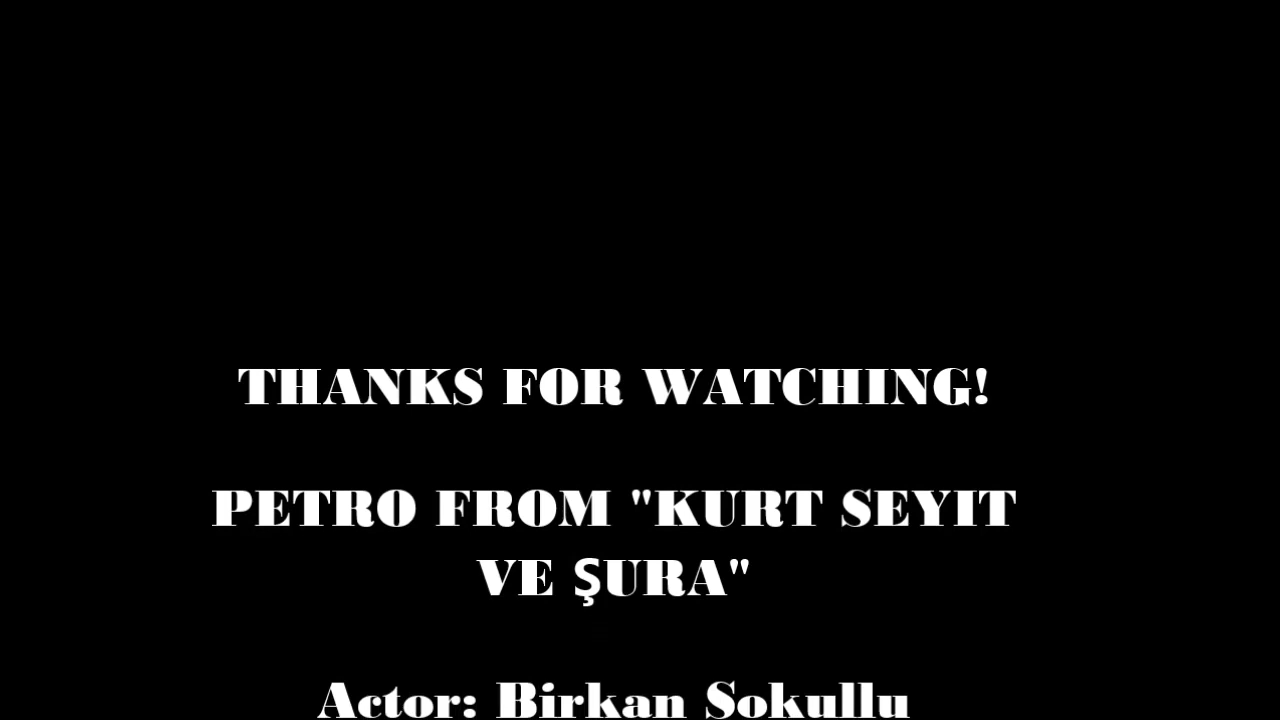 THANKS FOR WATCHING!
PETRO FROM "KURT SEYIT
VE ŞURA"
Actor: Birkan Sokullu